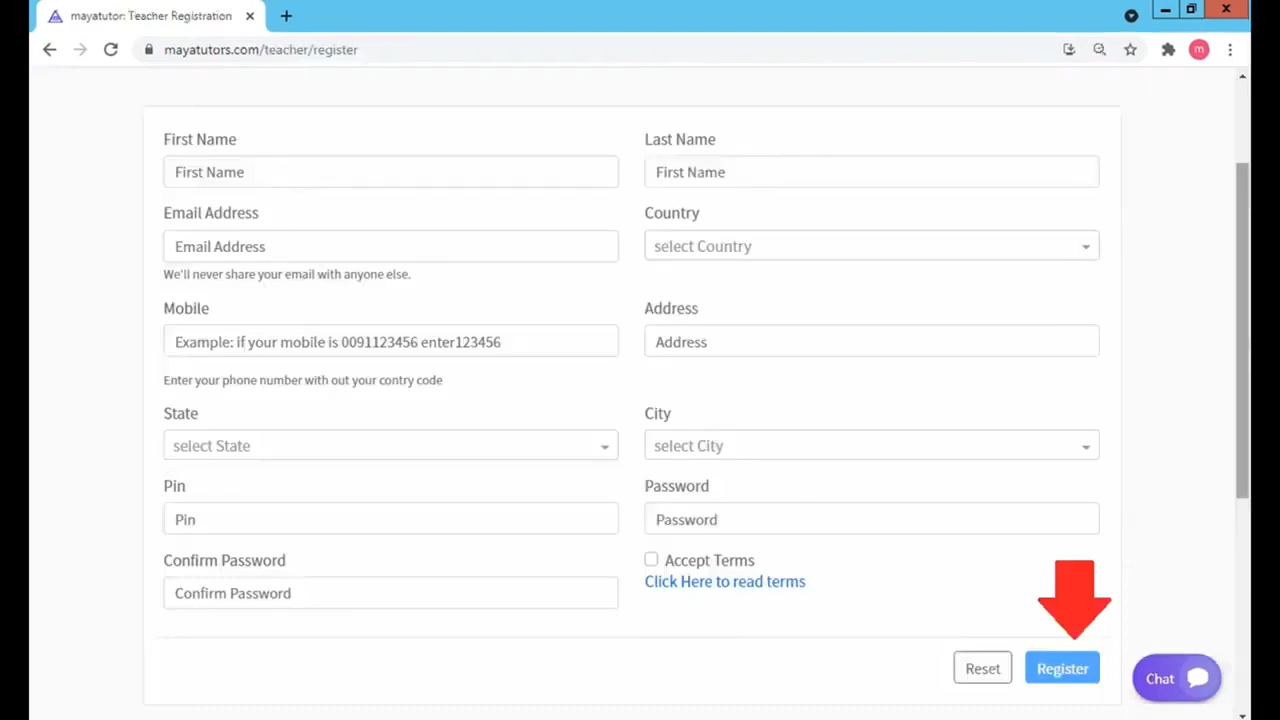 mayatutor: Teacher Registration
mayatutors.com/teacher/register
m
First Name
Last Name
First Name
First Name
Email Address
Country
Email Address
select Country
We'll never share your email with anyone else.
Mobile
Address
Example: if your mobile is 0091123456 enter123456
Address
Enter your phone number with out your contry code
State
City
select State
select City
Pin
Password
Pin
Password
Confirm Password
Accept Terms
Click Here to read terms
Confirm Password
Reset
Register
Chat